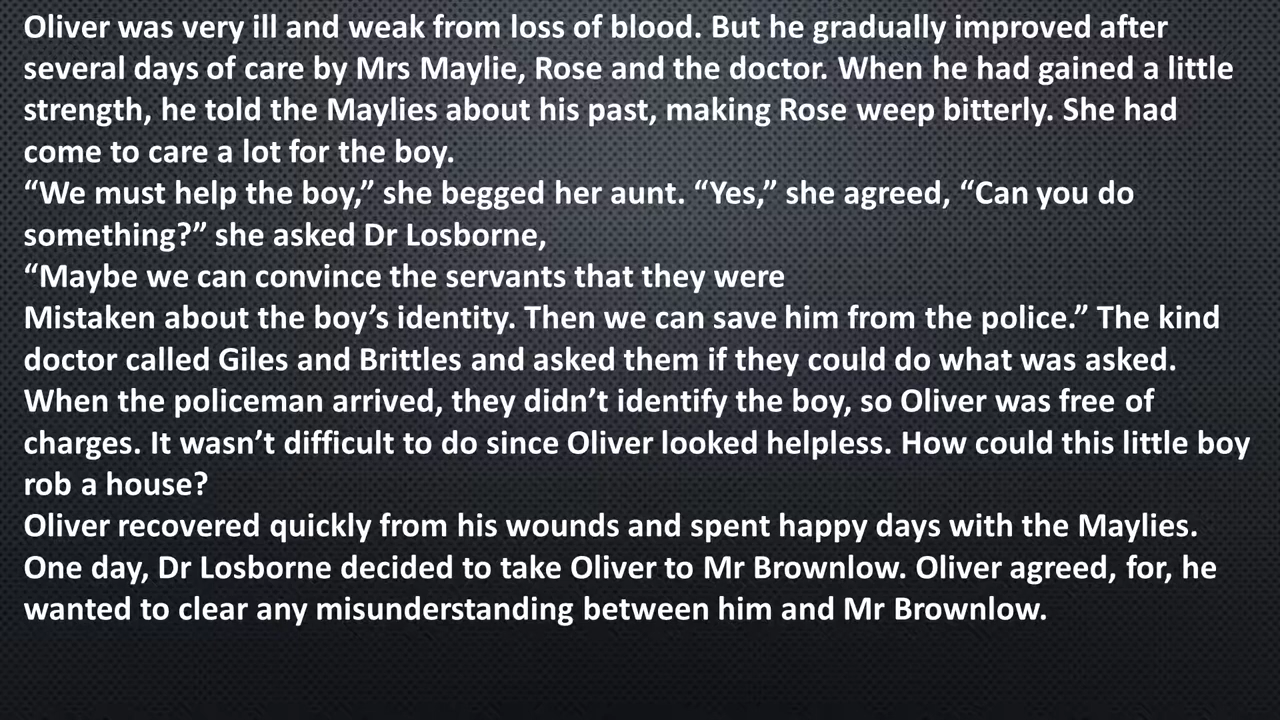 Oliver was very ill and weak from loss of blood. But he gradually improved after
several days of care by Mrs Maylie, Rose and the doctor. When he had gained a little
strength, he told the Maylies about his past, making Rose weep bitterly. She had
come to care a lot for the boy.
“We must help the boy,” she begged her aunt. “Yes,” she agreed, “Can you do
something?” she asked Dr Losborne,
“Maybe we can convince the servants that they were
Mistaken about the boy’s identity. Then we can save him from the police.” The kind
doctor called Giles and Brittles and asked them if they could do what was asked.
When the policeman arrived, they didn’t identify the boy, so Oliver was free of
charges. It wasn’t difficult to do since Oliver looked helpless. How could this little boy
rob a house?
Oliver recovered quickly from his wounds and spent happy days with the Maylies.
One day, Dr Losborne decided to take Oliver to Mr Brownlow. Oliver agreed, for, he
wanted to clear any misunderstanding between him and Mr Brownlow.